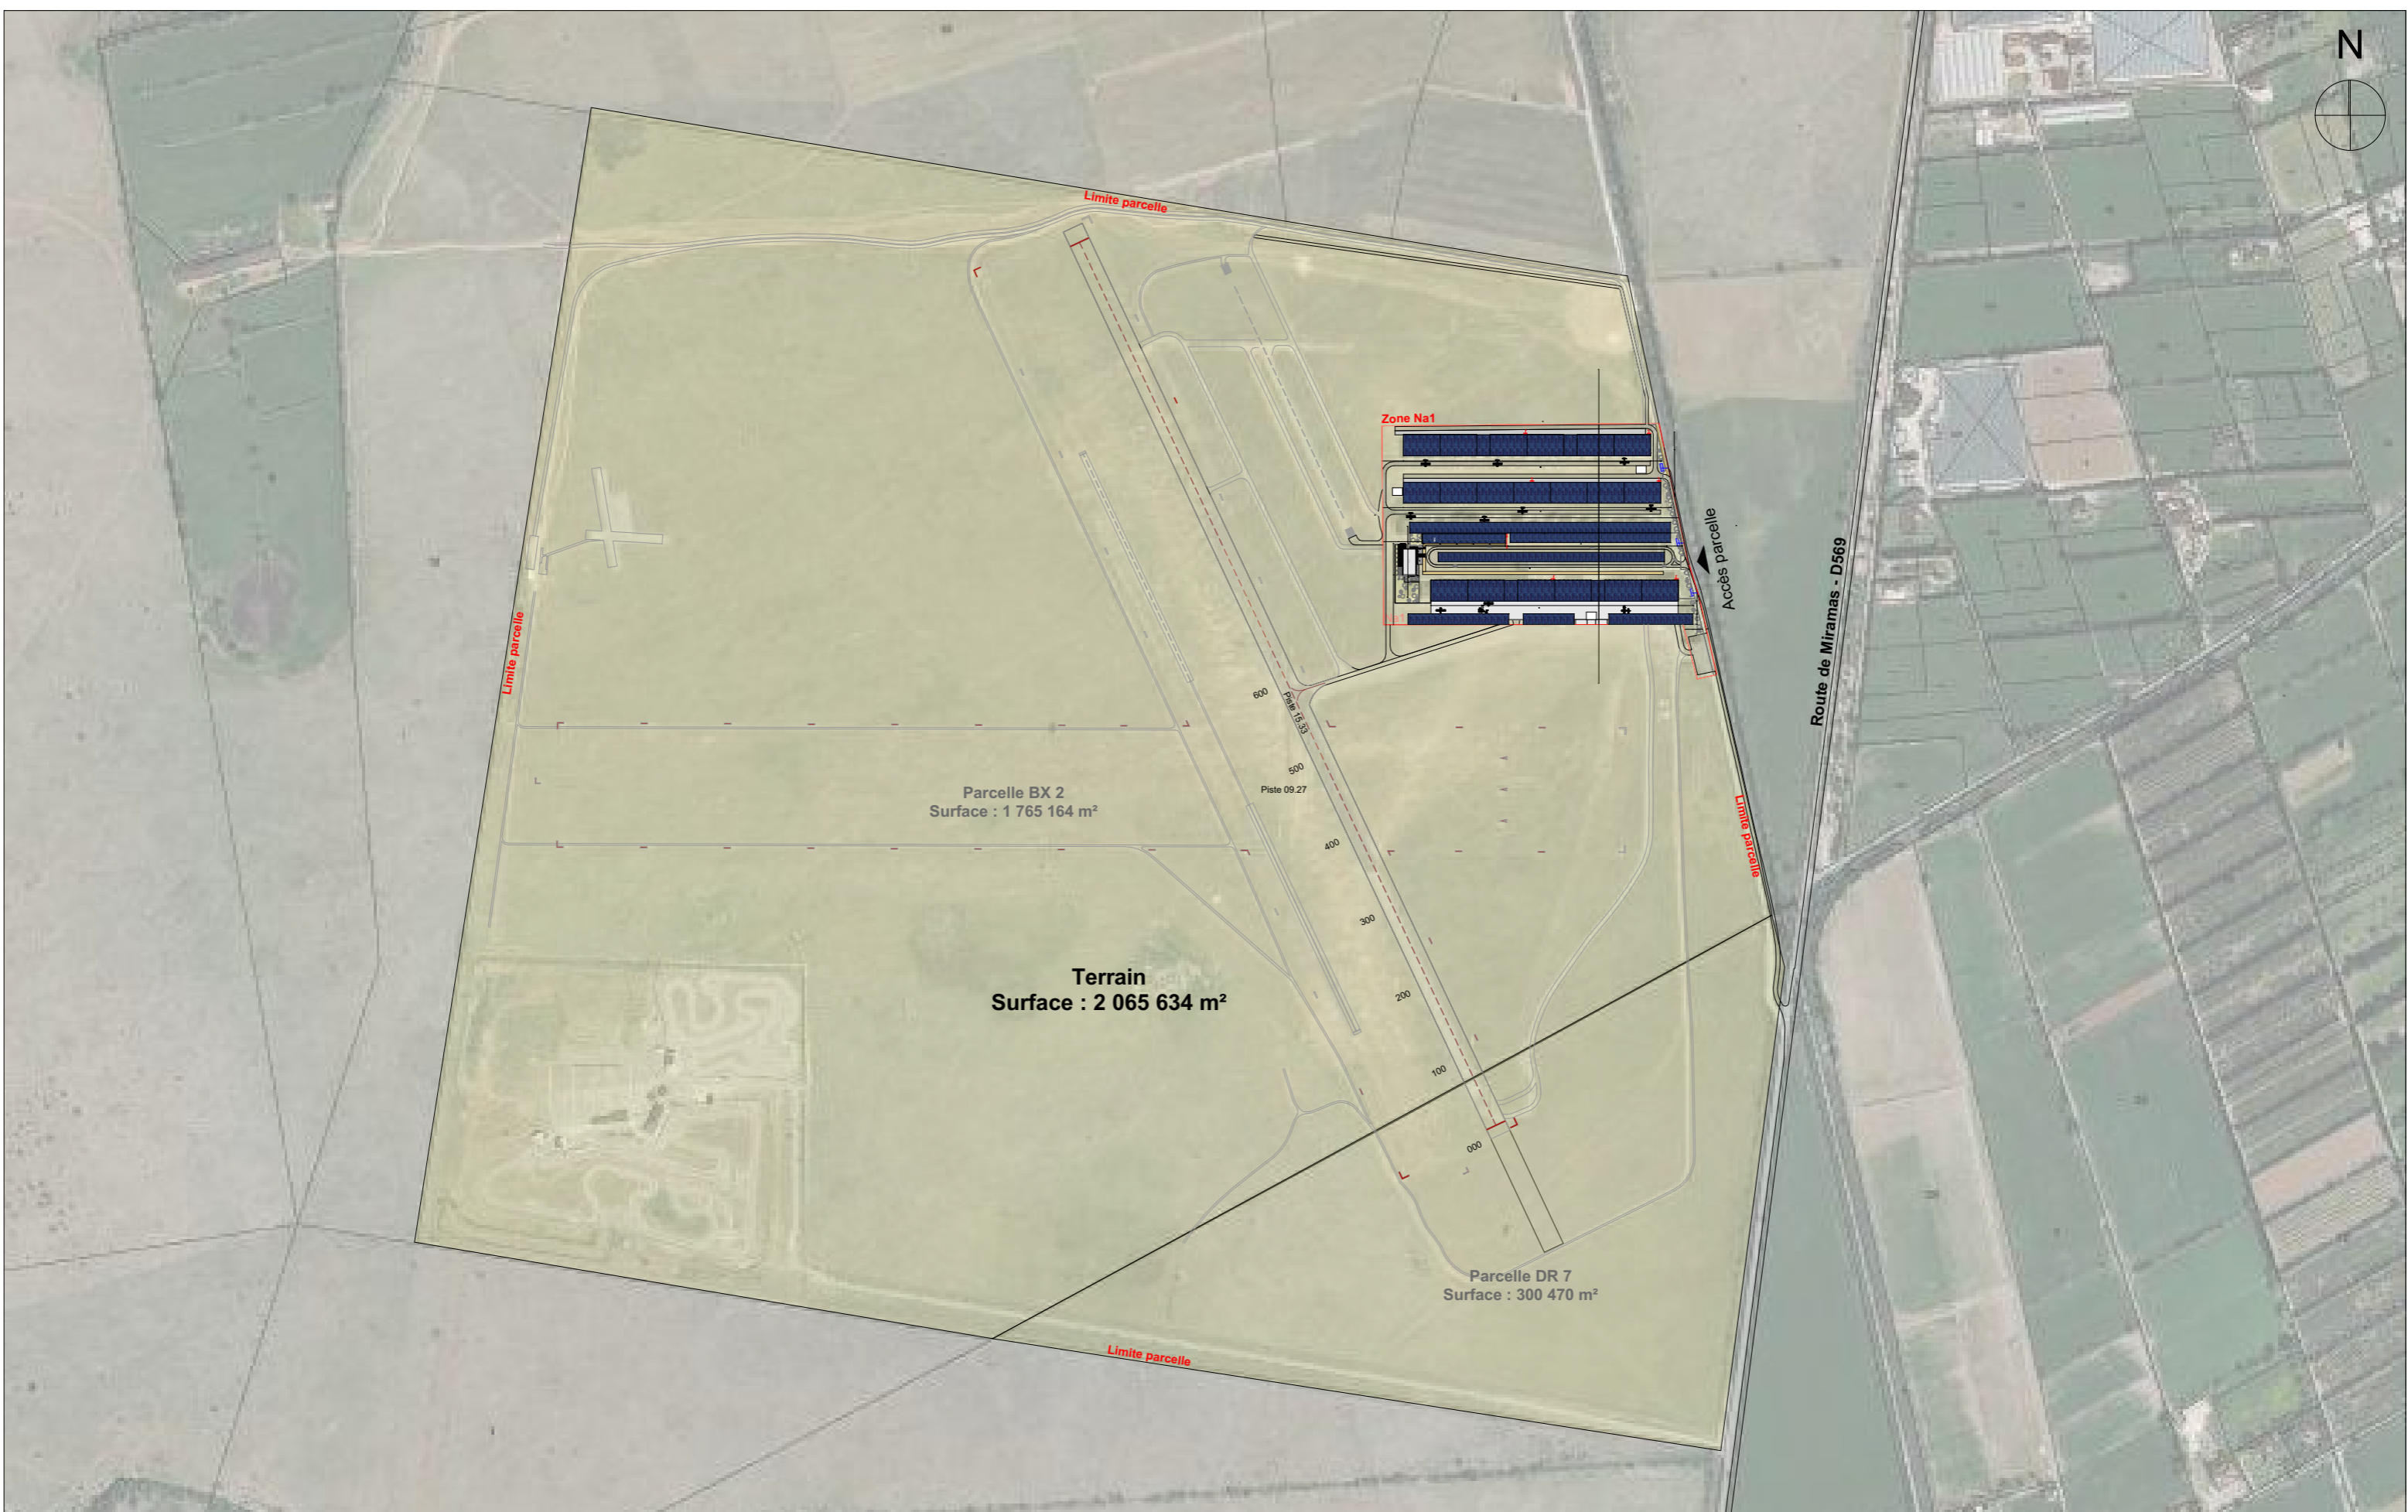 N
Limite parcelle
Zone Na1
Accès parcelle
Route de Miramas - D569
Limite parcelle
600
Piste 15.33
500
Piste 09.27
Parcelle BX 2
Surface : 1 765 164 m²
400
Limite parcelle
300
Terrain
Surface : 2 065 634 m²
200
100
000
Parcelle DR 7
Surface : 300 470 m²
Limite parcelle